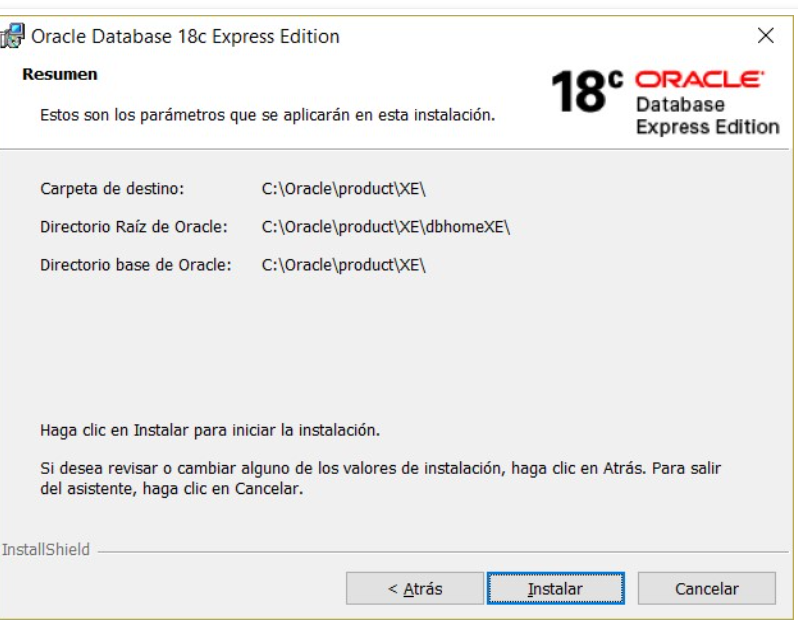 Oracle Database 18c Express Edition
Resumen
Estos son los parámetros que se aplicarán en esta instalación.
18c ORACLE
Database
Express Edition
Carpeta de destino: C:\Oracle\product\XE\
Directorio Raíz de Oracle: C:\Oracle\product\XE\dbhomeXE\
Directorio base de Oracle: C:\Oracle\product\XE\
Haga clic en Instalar para iniciar la instalación.
Si desea revisar o cambiar alguno de los valores de instalación, haga clic en Atrás. Para salir
del asistente, haga clic en Cancelar.
InstallShield
< Atrás Instalar Cancelar